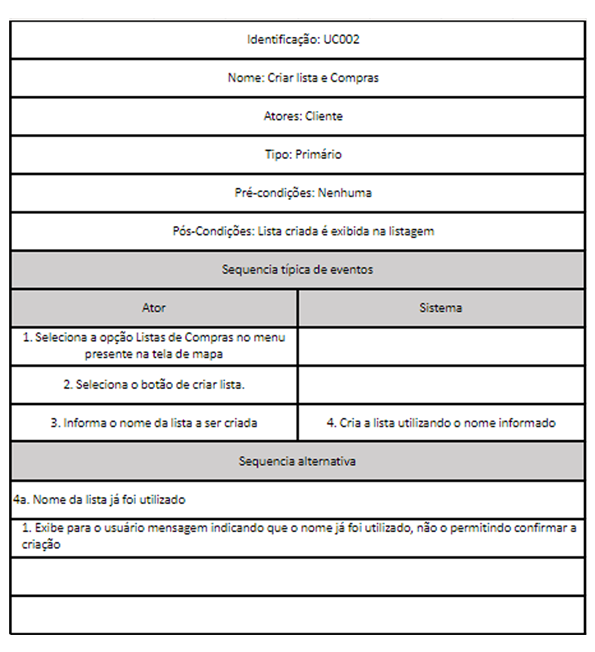 Identificação: UC002
Nome: Criar lista e Compras
Atores: Cliente
Tipo: Primário
Pré-condições: Nenhuma
Pós-Condições: Lista criada é exibida na listagem
Sequencia típica de eventos
Ator
Sistema
1. Seleciona a opção Listas de Compras no menu
presente na tela de mapa
2. Seleciona o botão de criar lista.
3. Informa o nome da lista a ser criada
4. Cria a lista utilizando o nome informado
Sequencia alternativa
4a. Nome da lista já foi utilizado
1. Exibe para o usuário mensagem indicando que o nome já foi utilizado, não o permitindo confirmar a
criação